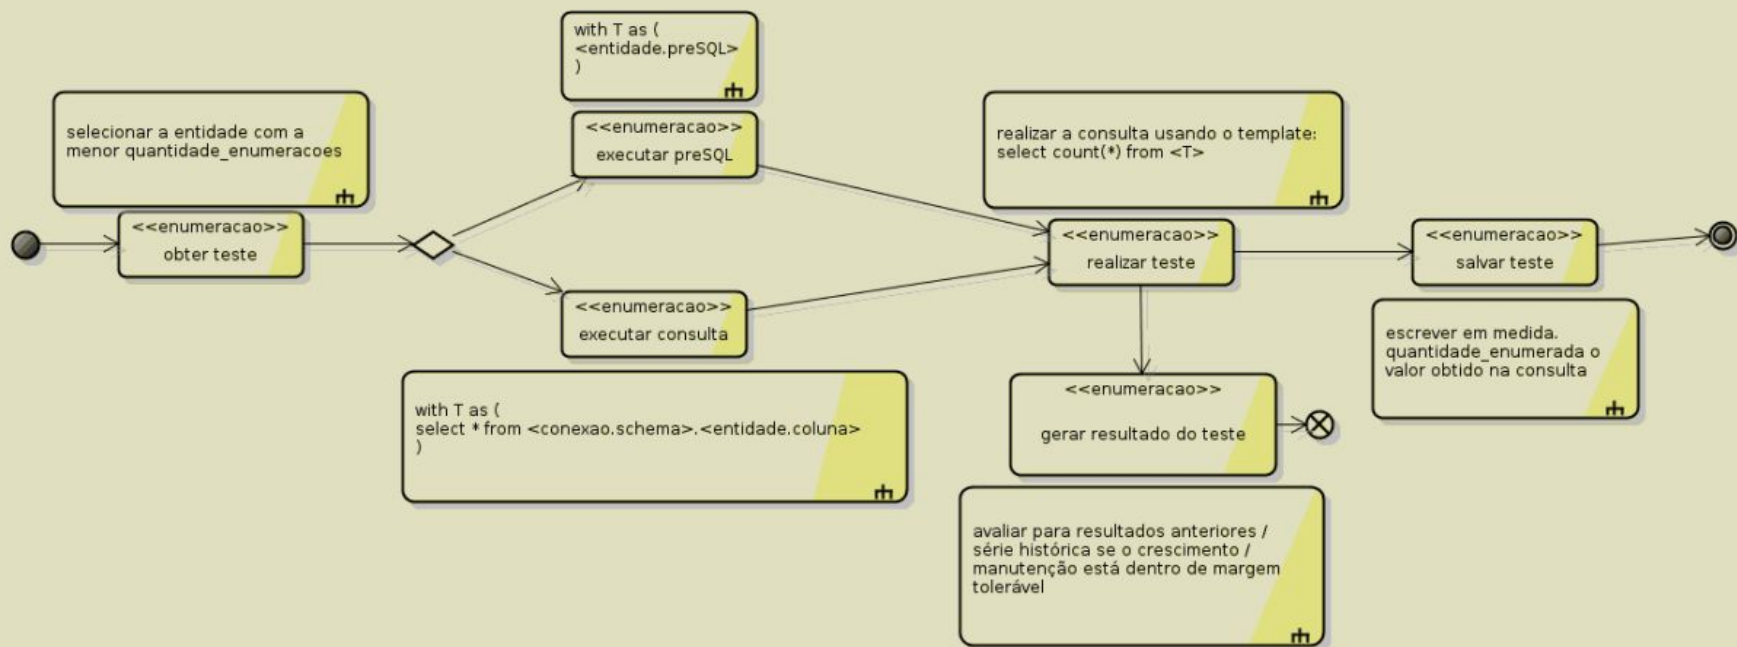 with T as (
<entidade.preSQL>
)
selecionar a entidade com a
menor quantidade_enumeracoes
<<enumeracao>>
executar preSQL
realizar a consulta usando o template:
select count(*) from <T>
<<enumeracao>>
obter teste
<<enumeracao>>
realizar teste
<<enumeracao>>
salvar teste
<<enumeracao>>
executar consulta
escrever em medida.
quantidade_enumerada o
valor obtido na consulta
with T as (
select * from <conexao.schema>.<entidade.coluna>
)
<<enumeracao>>
gerar resultado do teste
avaliar para resultados anteriores /
série histórica se o crescimento /
manutenção está dentro de margem
tolerável